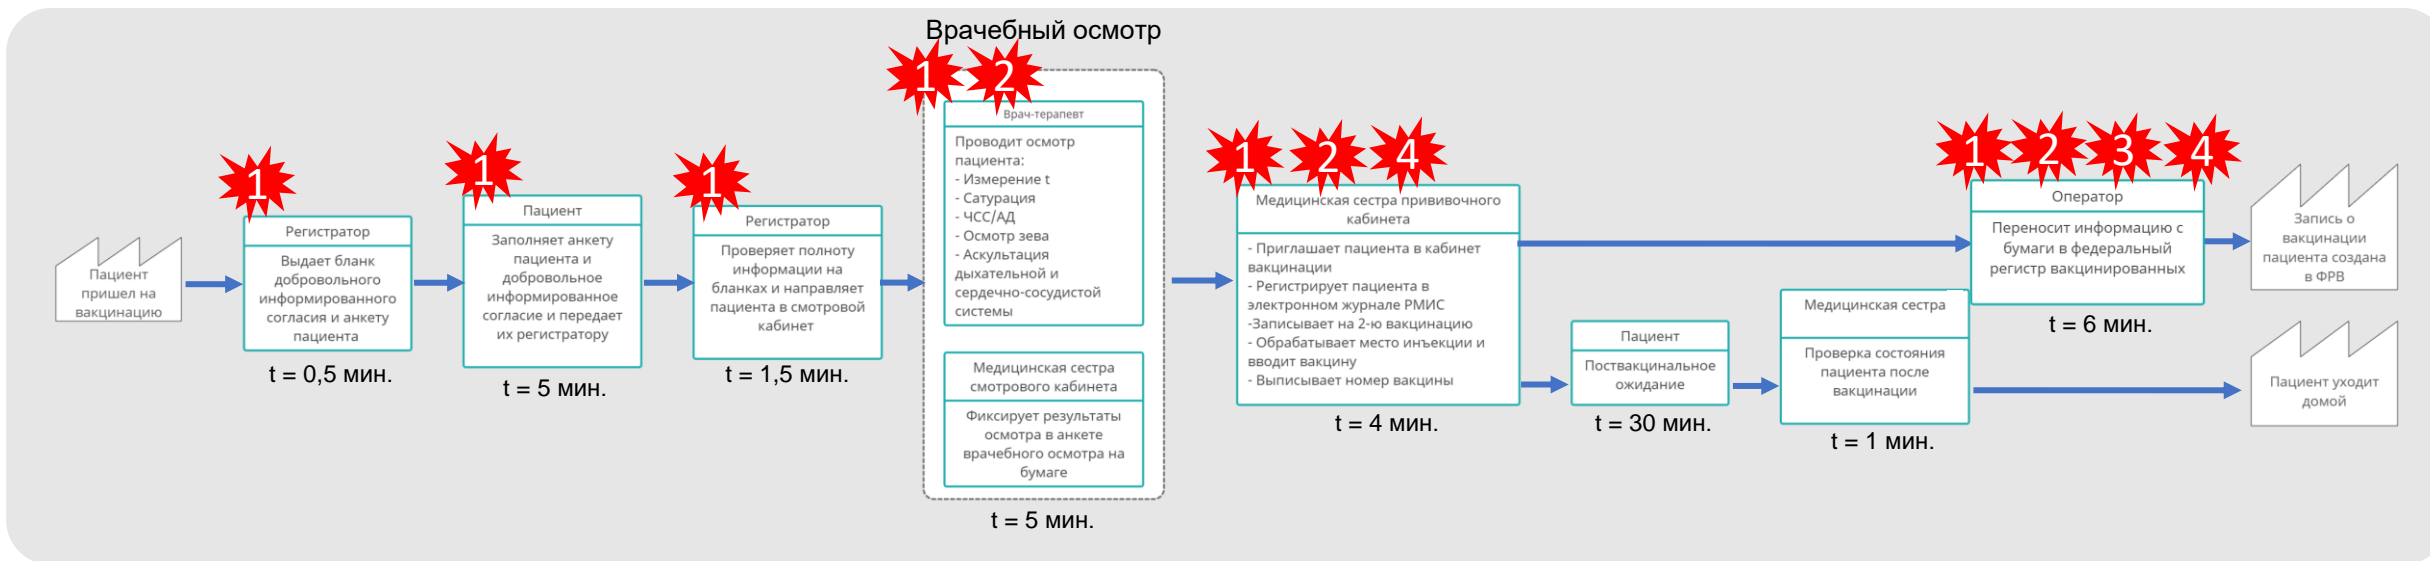 Врачебный осмотр
Пациент
пришел на
вакцинацию
1
Регистратор
Выдает бланк
добровольного
информированного
согласия и анкету
пациента
t = 0,5 мин.
1
Пациент
Заполняет анкету
пациента и
добровольное
информированное
согласие и передает
их регистратору
t = 5 мин.
1
Регистратор
Проверяет полноту
информации на
бланках и направляет
пациента в смотровой
кабинет
t = 1,5 мин.
1 2
Врач-терапевт
Проводит осмотр
пациента:
- Измерение t
- Сатурация
- ЧСС/АД
- Осмотр зева
- Аускультация
дыхательной и
сердечно-сосудистой
системы
Медицинская сестра
смотрового кабинета
Фиксирует результаты
осмотра в анкете
врачебного осмотра на
бумаге
t = 5 мин.
1 2 4
Медицинская сестра прививочного
кабинета
- Приглашает пациента в кабинет
вакцинации
- Регистрирует пациента в
электронном журнале РМИС
-Записывает на 2-ю вакцинацию
- Обрабатывает место инъекции и
вводит вакцину
- Выписывает номер вакцины
t = 4 мин.
Пациент
Поствакцинальное
ожидание
t = 30 мин.
Медицинская сестра
Проверка состояния
пациента после
вакцинации
t = 1 мин.
1 2 3 4
Оператор
Переносит информацию с
бумаги в федеральный
регистр вакцинированных
t = 6 мин.
Запись о
вакцинации
пациента создана
в ФРВ
Пациент уходит
домой